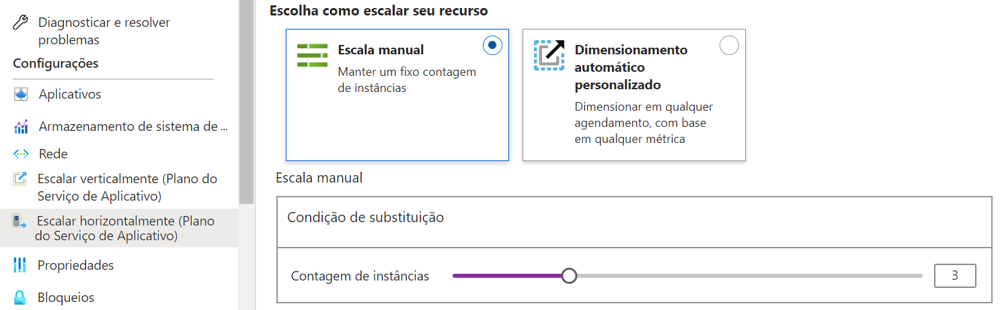 Diagnosticar e resolver
problemas
Configurações
Aplicativos
Armazenamento de sistema de ...
Rede
Escalar verticalmente (Plano do
Serviço de Aplicativo)
Escalar horizontalmente (Plano
do Serviço de Aplicativo)
Propriedades
Bloqueios
Escolha como escalar seu recurso
Escala manual
Manter um fixo contagem
de instâncias
Dimensionamento
automático
personalizado
Dimensionar em qualquer
agendamento, com base
em qualquer métrica
Escala manual
Condição de substituição
Contagem de instâncias 3